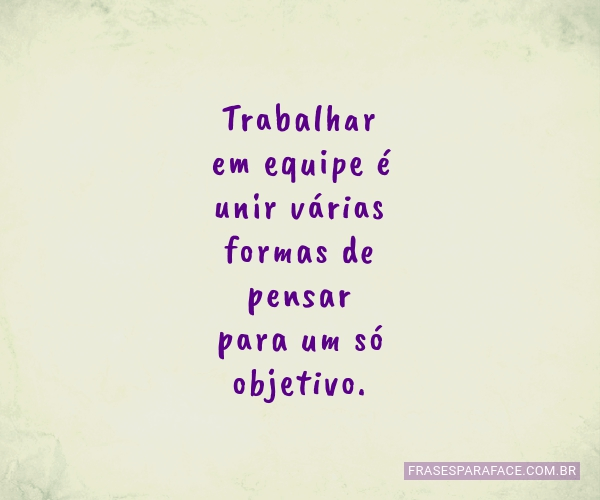 Trabalhar
em equipe é
unir várias
formas de
pensar
para um só
objetivo.
FRASESPARAFACE.COM.BR